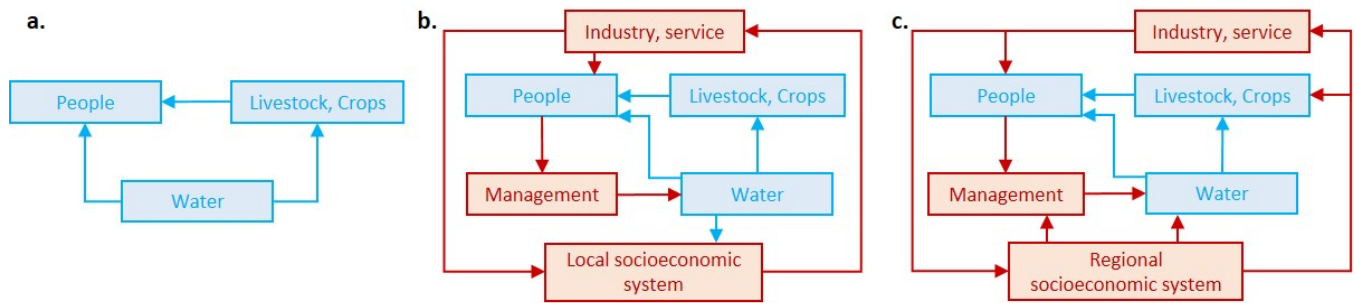 a.
People
Livestock, Crops
Water
b.
Industry, service
People
Livestock, Crops
Management
Water
Local socioeconomic
system
c.
Industry, service
People
Livestock, Crops
Management
Water
Regional
socioeconomic system